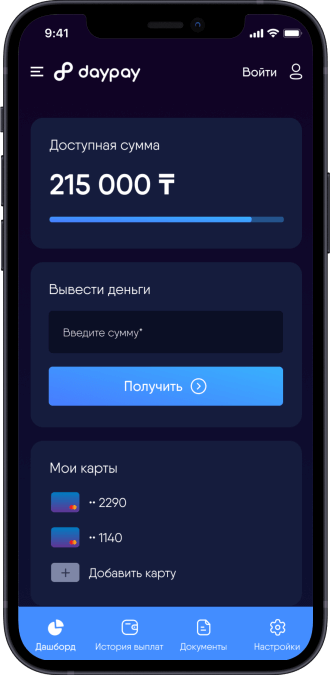 9:41
daypay
Войти
Доступная сумма
215 000 ₸
Вывести деньги
Введите сумму*
Получить
Мои карты
•• 2290
•• 1140
Добавить карту
Дашборд
История выплат
Документы
Настройки